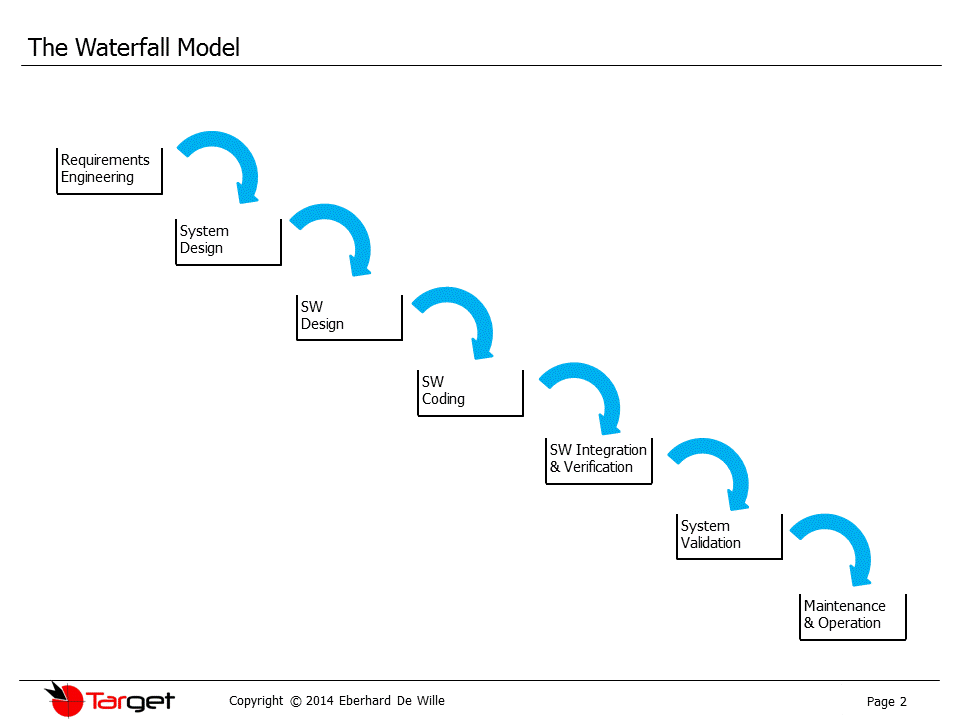 The Waterfall Model
Requirements
Engineering
System
Design
SW
Design
SW
Coding
SW Integration
& Verification
System
Validation
Maintenance
& Operation
Target
Copyright © 2014 Eberhard De Wille
Page 2